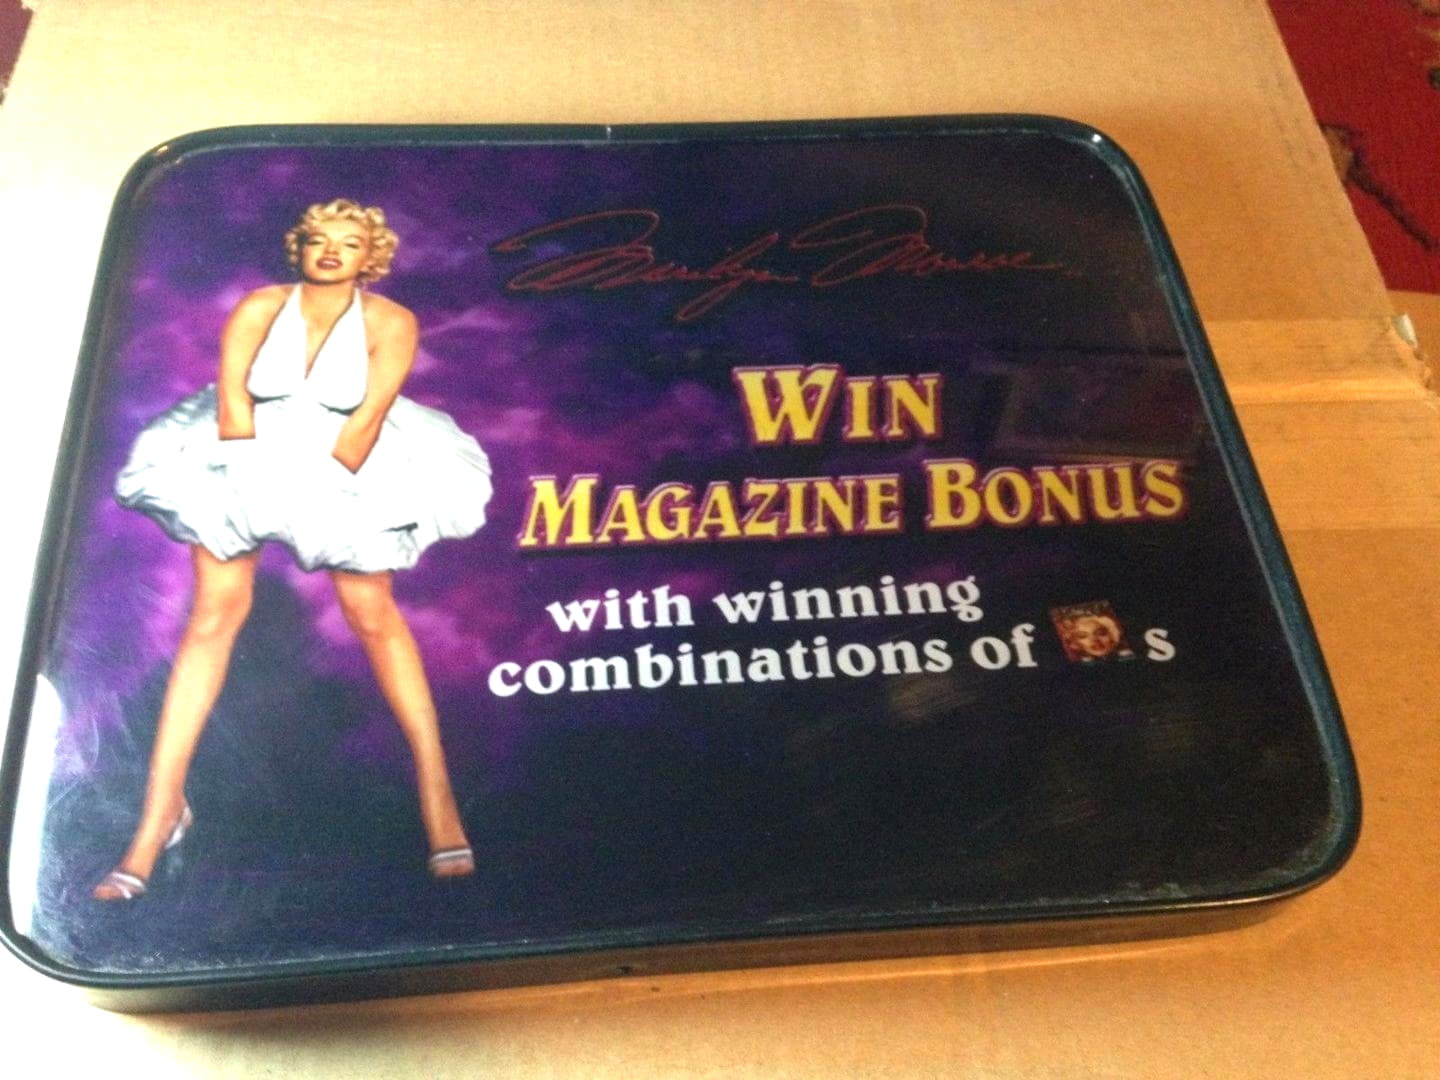 Marilyn Monroe
WIN
MAGAZINE BONUS
with winning
combinations of s